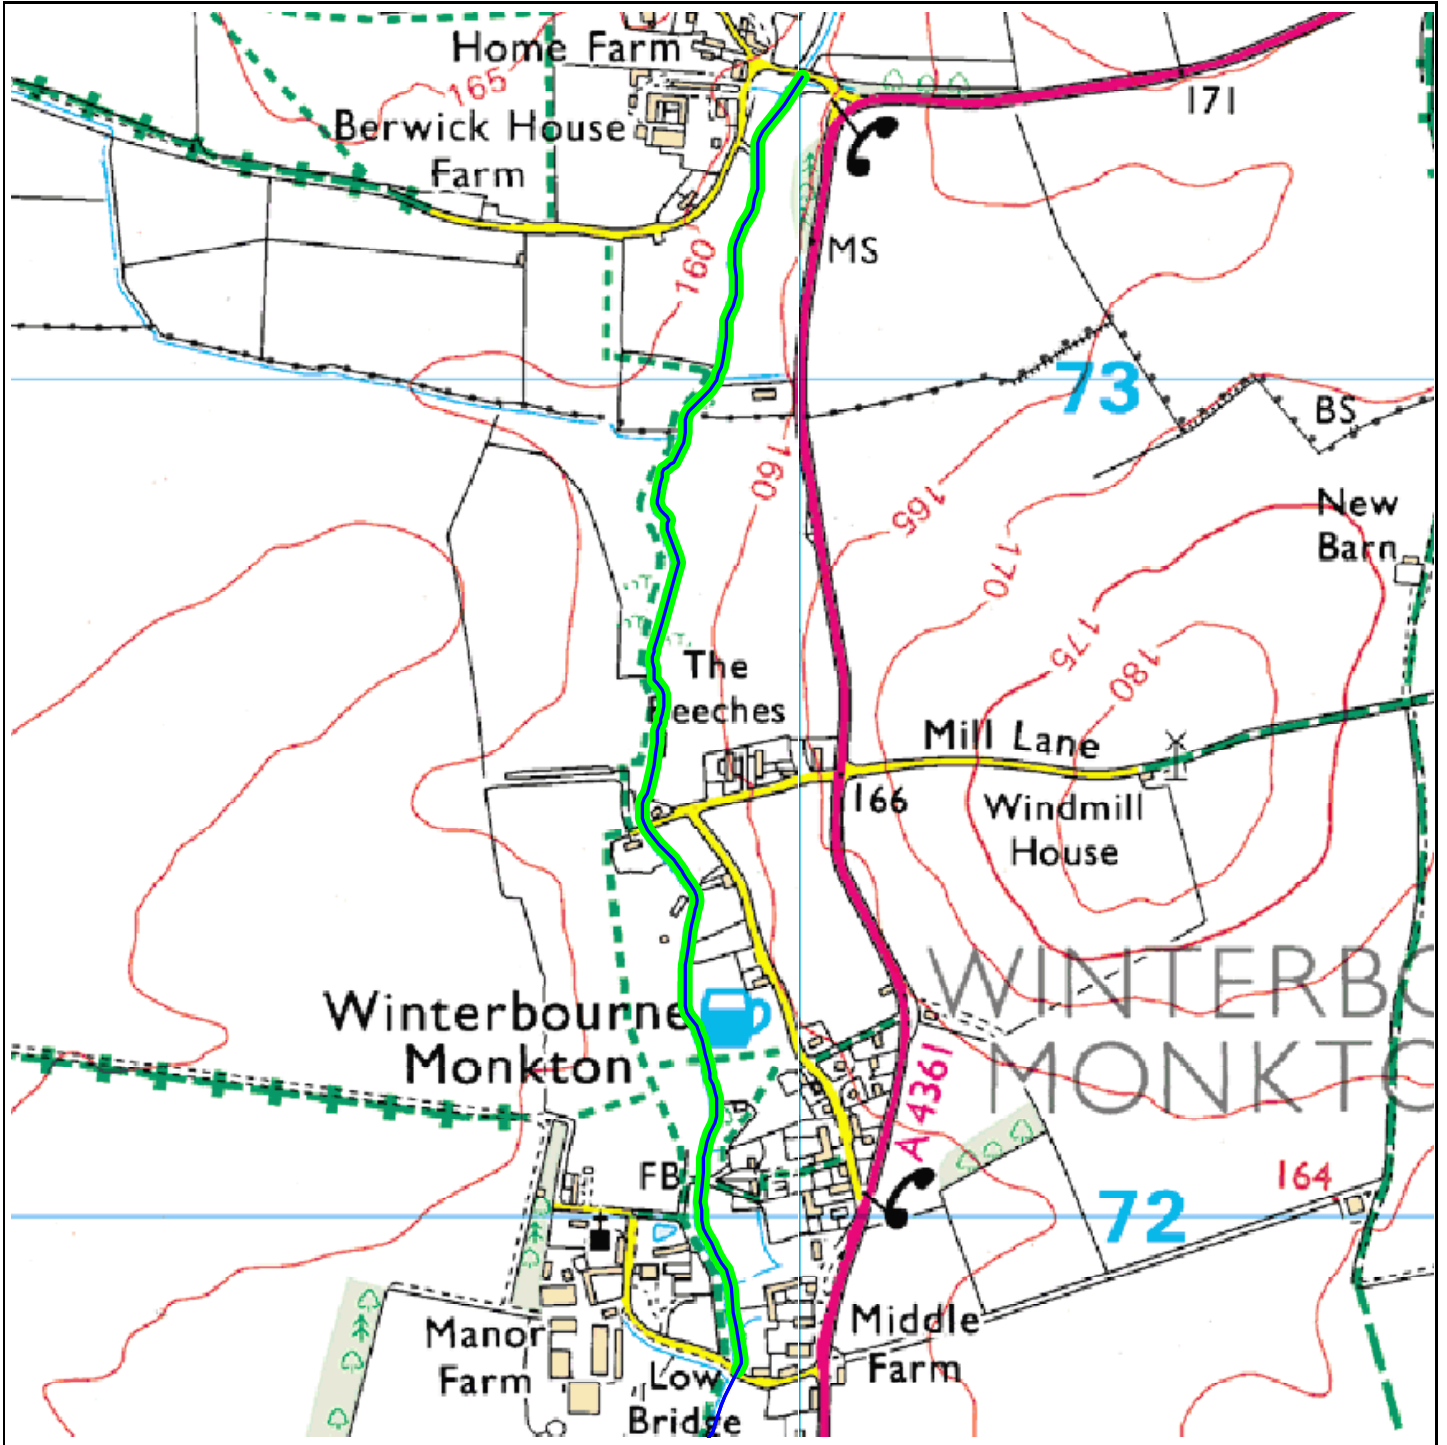 Home Farm
165
171
Berwick House
Farm
MS
160
73
BS
160
165
New
Barn
170
175
180
The
Beeches
Mill Lane
166
Windmill
House
WINTERBO
MONKTO
Winterbourne
Monkton
A 4361
FB
164
72
Manor
Farm
Middle
Farm
Low
Bridge